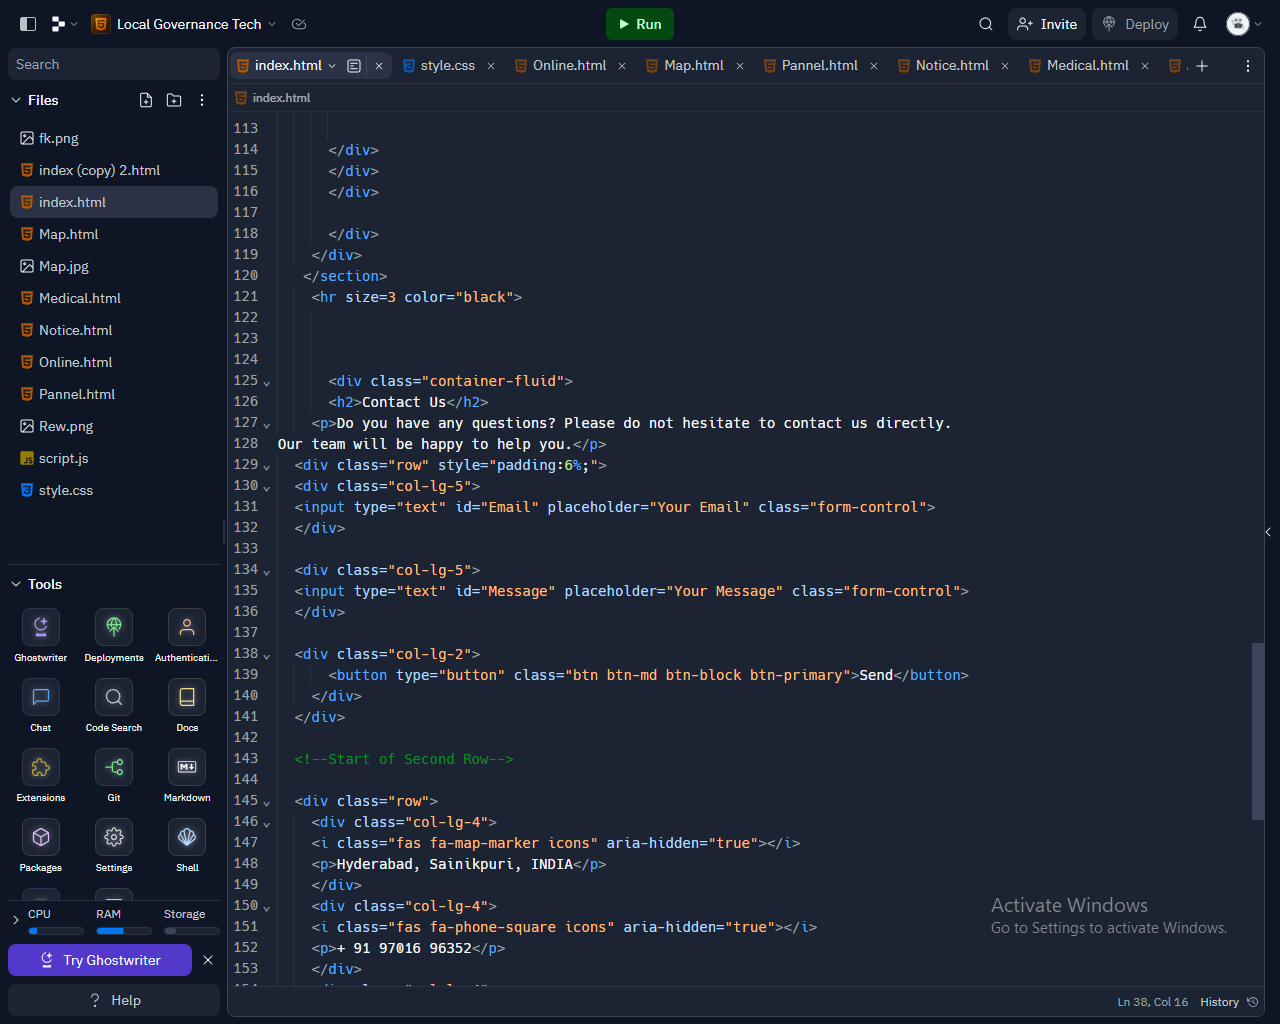 Local Governance Tech
Run
Invite
Deploy
Search
index.html
style.css
Online.html
Map.html
Pannel.html
Notice.html
Medical.html
Files
index.html
fk.png
index (copy) 2.html
index.html
Map.html
Map.jpg
Medical.html
Notice.html
Online.html
Pannel.html
Rew.png
script.js
style.css
113
114 </div>
115 </div>
116 </div>
117
118 </div>
119 </div>
120 </section>
121 <hr size=3 color="black">
122
123
124
125 <div class="container-fluid">
126 <h2>Contact Us</h2>
127 <p>Do you have any questions? Please do not hesitate to contact us directly.
128 Our team will be happy to help you.</p>
129 <div class="row" style="padding:6%;">
130 <div class="col-lg-5">
131 <input type="text" id="Email" placeholder="Your Email" class="form-control">
132 </div>
133
134 <div class="col-lg-5">
135 <input type="text" id="Message" placeholder="Your Message" class="form-control">
136 </div>
137
138 <div class="col-lg-2">
139 <button type="button" class="btn btn-md btn-block btn-primary">Send</button>
140 </div>
141 </div>
142
143 <!--Start of Second Row-->
144
145 <div class="row">
146 <div class="col-lg-4">
147 <i class="fas fa-map-marker icons" aria-hidden="true"></i>
148 <p>Hyderabad, Sainikpuri, INDIA</p>
149 </div>
150 <div class="col-lg-4">
151 <i class="fas fa-phone-square icons" aria-hidden="true"></i>
152 <p>+ 91 97016 96352</p>
153 </div>
Tools
Ghostwriter
Deployments
Authenticati...
Chat
Code Search
Docs
Extensions
Git
Markdown
Packages
Settings
Shell
CPU
RAM
Storage
Try Ghostwriter
Help
Activate Windows
Go to Settings to activate Windows.
Ln 38, Col 16
History